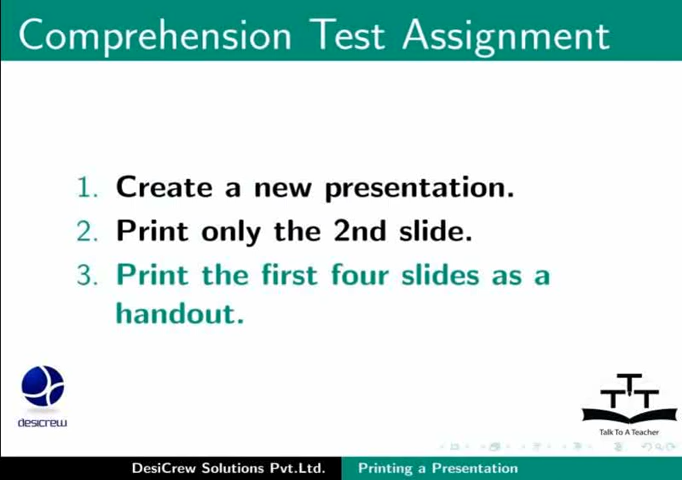 Comprehension Test Assignment
1. Create a new presentation.
2. Print only the 2nd slide.
3. Print the first four slides as a
handout.
desicrew
TTT
Talk To A Teacher
DesiCrew Solutions Pvt.Ltd. Printing a Presentation